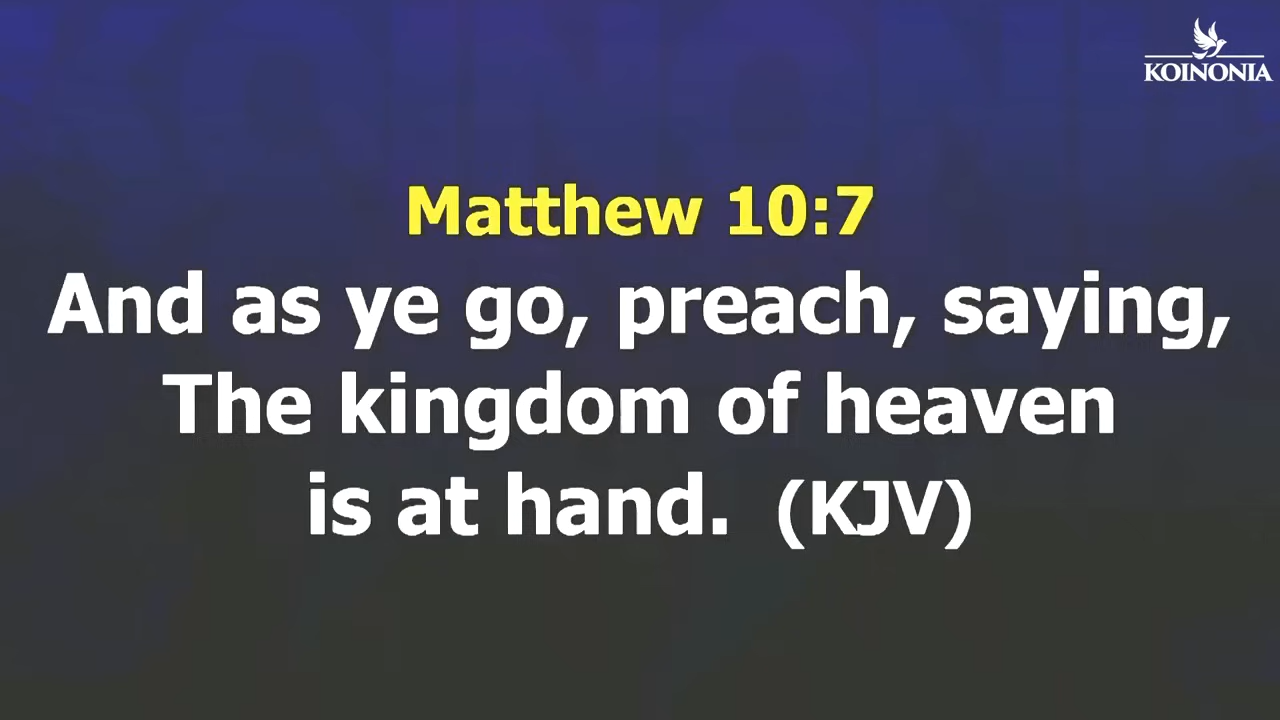 KOINONIA
Matthew 10:7
And as ye go, preach, saying,
The kingdom of heaven
is at hand. (KJV)